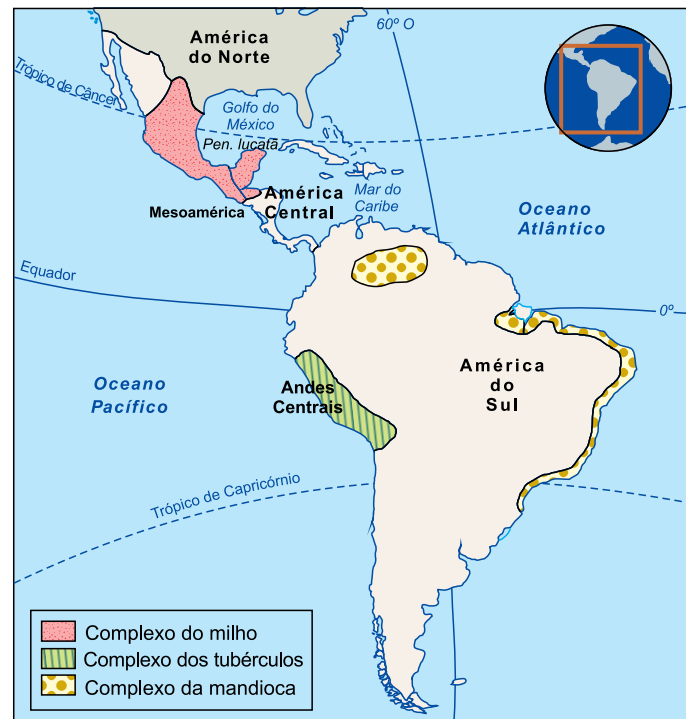 América
do Norte
60º O
Trópico de Câncer
Golfo do
México
Pen. Iucatã
América
Central
Mar do
Caribe
Mesoamérica
Oceano
Atlântico
Equador
0º
América
do
Sul
Oceano
Pacífico
Andes
Centrais
Trópico de Capricórnio
Complexo do milho
Complexo dos tubérculos
Complexo da mandioca